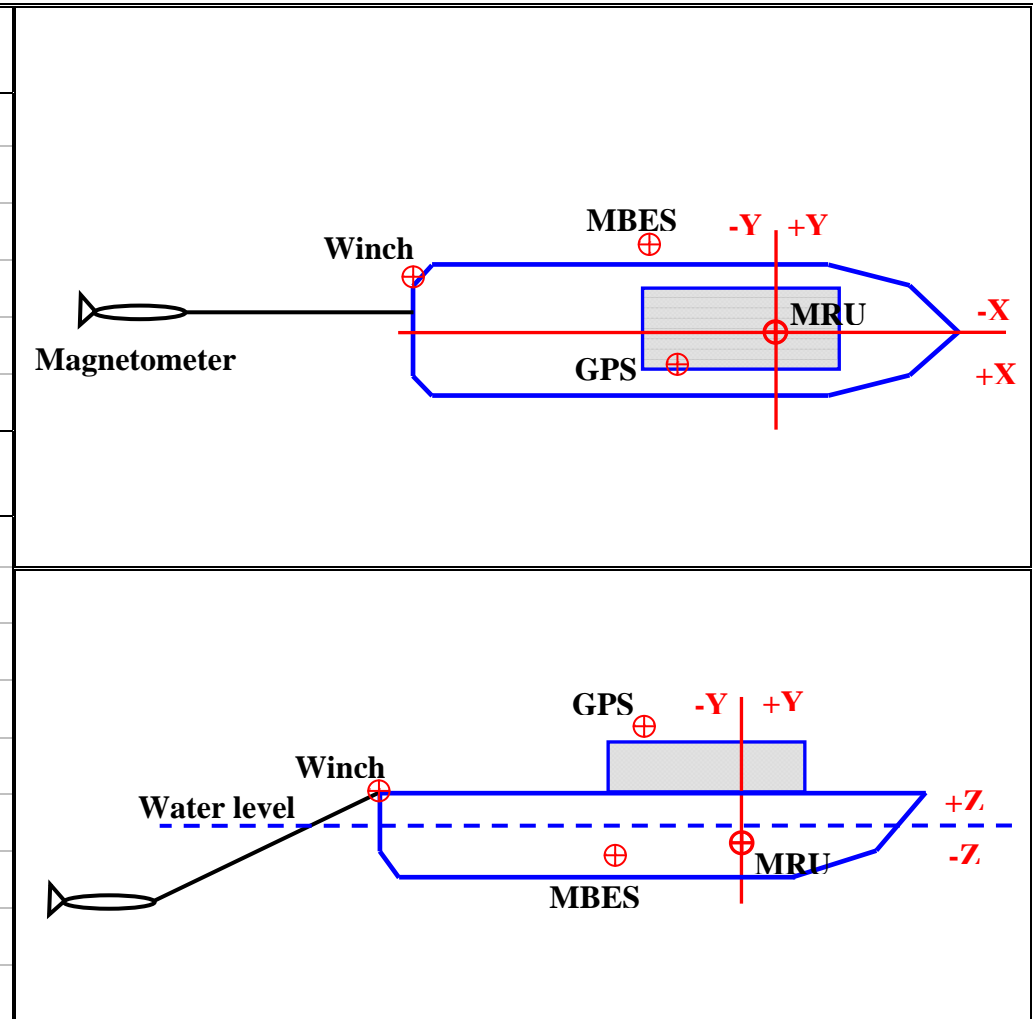 MBES
-Y +Y
Winch
-X
MRU
Magnetometer
GPS
+X
GPS
-Y +Y
Winch
Water level
+Z
-Z
MRU
MBES